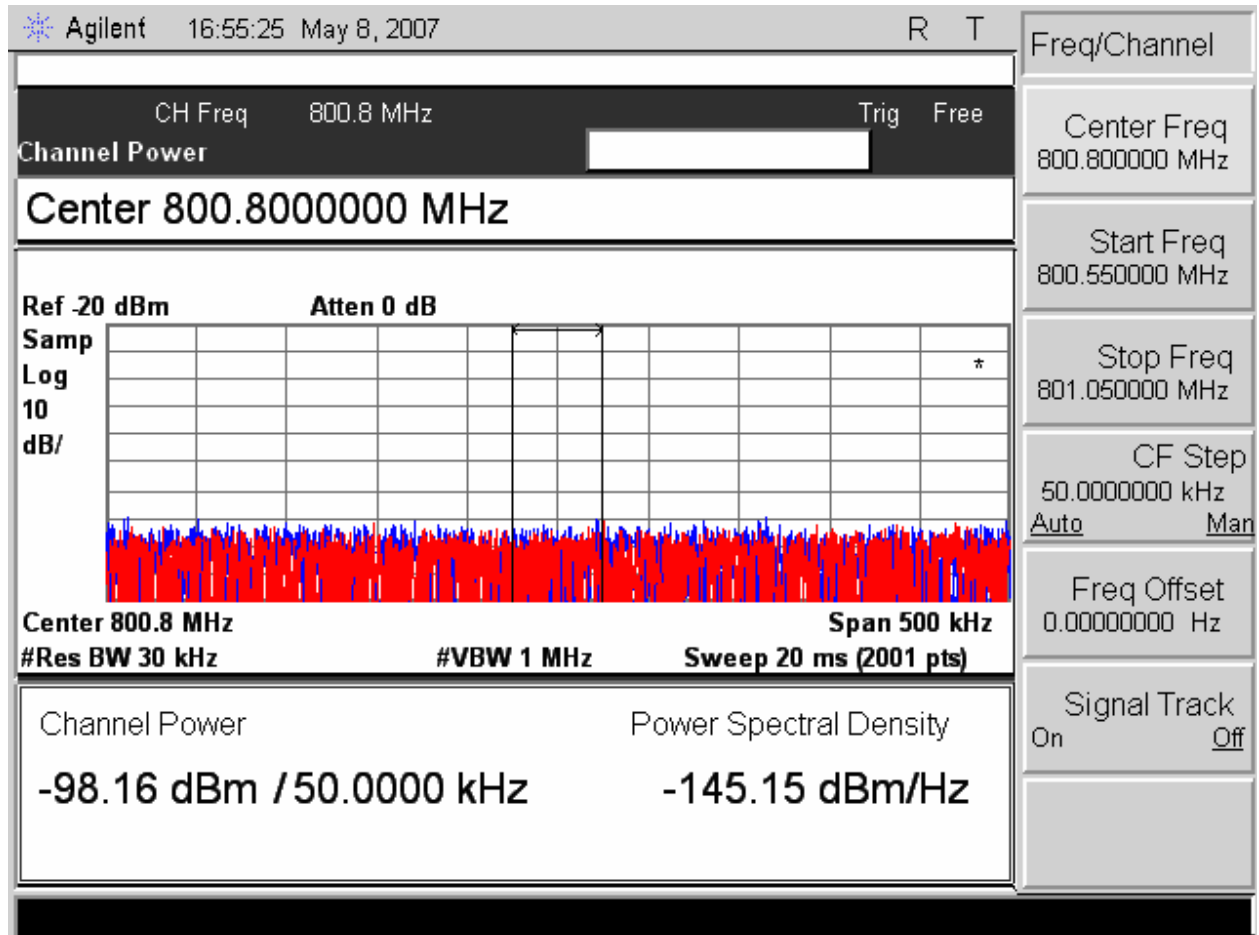 Agilent 16:55:25 May 8, 2007 R T
Freq/Channel
CH Freq 800.8 MHz Trig Free
Channel Power
Center 800.8000000 MHz
Ref -20 dBm Atten 0 dB
Samp
Log
10
dB/
*
Center 800.8 MHz Span 500 kHz
#Res BW 30 kHz #VBW 1 MHz Sweep 20 ms (2001 pts)
Channel Power Power Spectral Density
-98.16 dBm / 50.0000 kHz -145.15 dBm/Hz
Center Freq
800.800000 MHz
Start Freq
800.550000 MHz
Stop Freq
801.050000 MHz
CF Step
50.0000000 kHz
Auto Man
Freq Offset
0.00000000 Hz
Signal Track
On Off